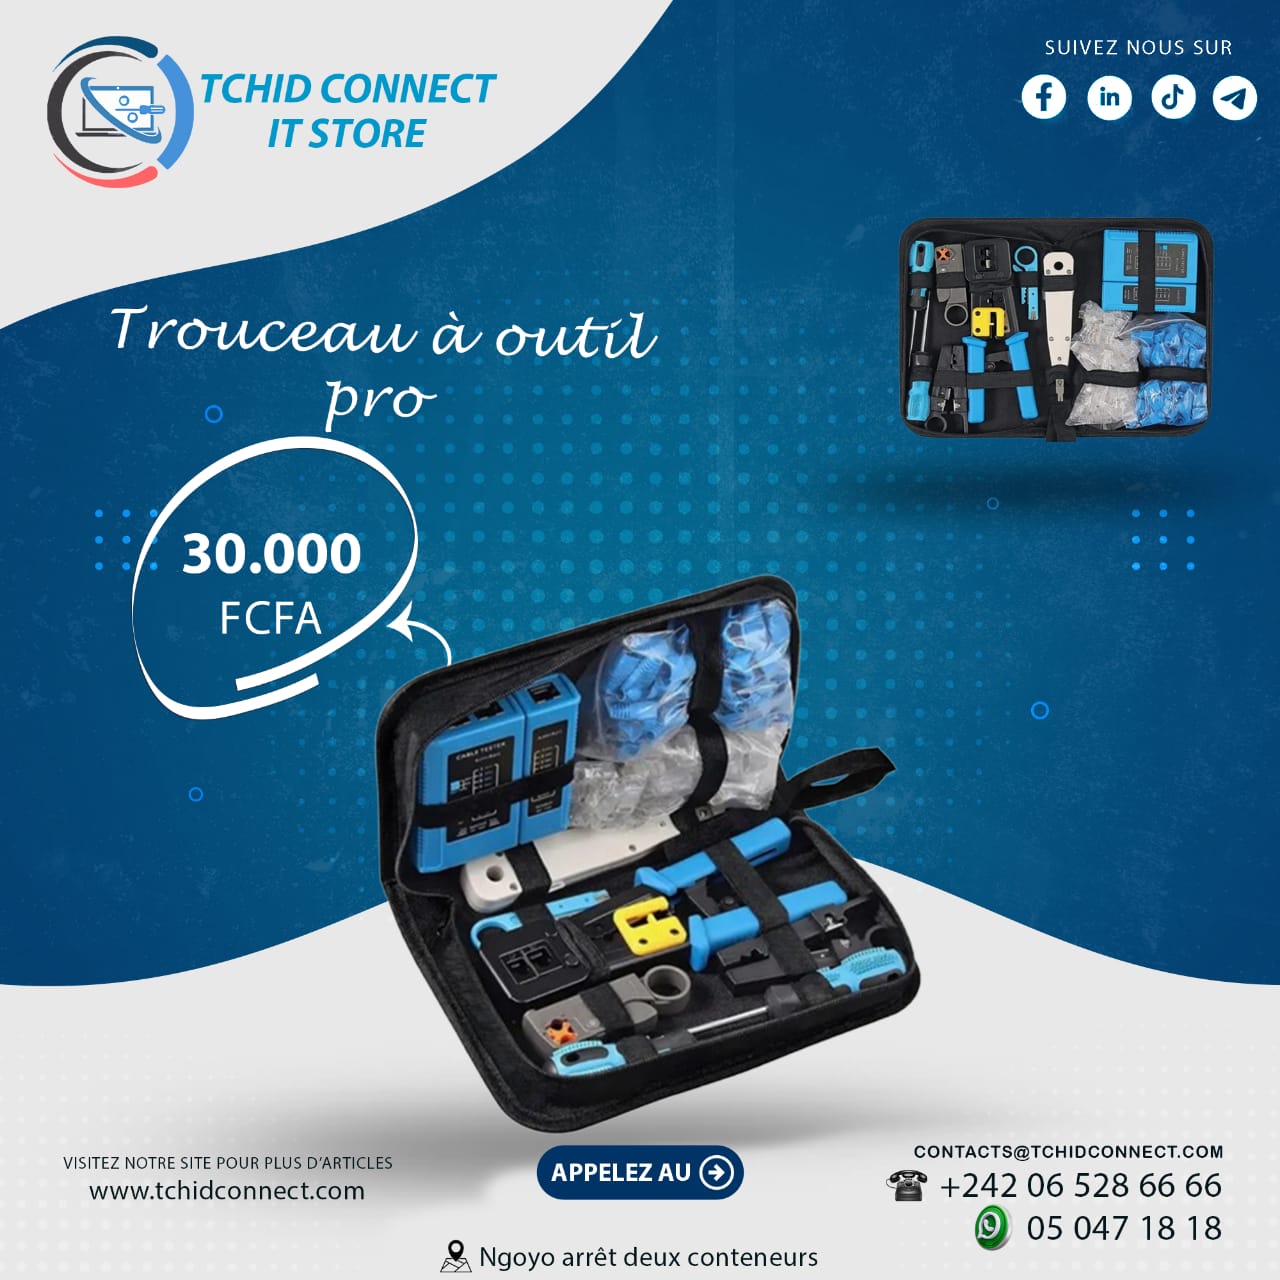 TCHID CONNECT
IT STORE
SUIVEZ NOUS SUR
Trouceau à outil
pro
30.000
FCFA
CABLE TESTER
VISITEZ NOTRE SITE POUR PLUS D’ARTICLES
www.tchidconnect.com
APPELEZ AU
CONTACTS@TCHIDCONNECT.COM
+242 06 528 66 66
05 047 18 18
Ngoyo arrêt deux conteneurs